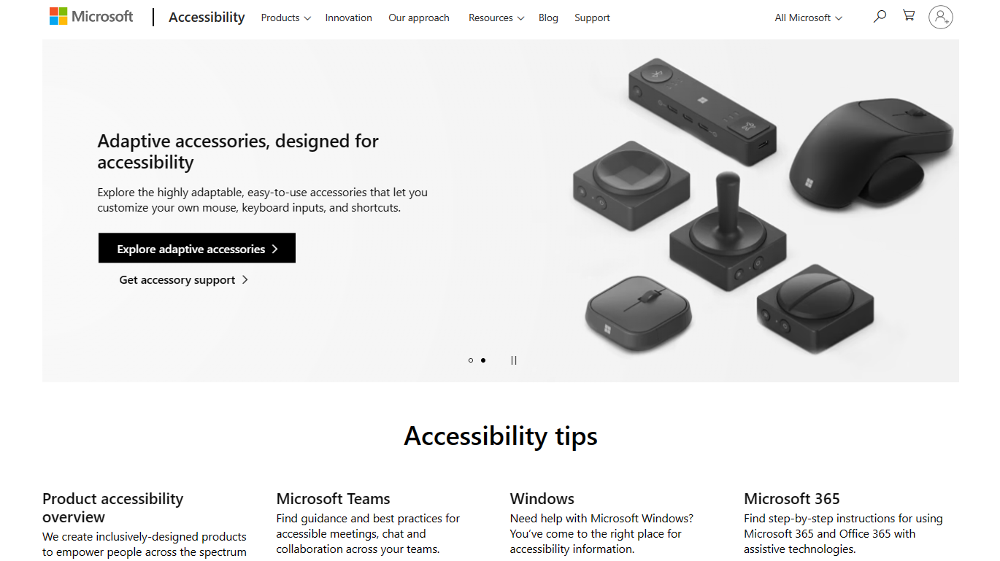 Microsoft
Accessibility
Products
Innovation
Our approach
Resources
Blog
Support
All Microsoft
Adaptive accessories, designed for
accessibility
Explore the highly adaptable, easy-to-use accessories that let you
customize your own mouse, keyboard inputs, and shortcuts.
Explore adaptive accessories
Get accessory support
Accessibility tips
Product accessibility
overview
We create inclusively-designed products
to empower people across the spectrum
Microsoft Teams
Find guidance and best practices for
accessible meetings, chat and
collaboration across your teams.
Windows
Need help with Microsoft Windows?
You’ve come to the right place for
accessibility information.
Microsoft 365
Find step-by-step instructions for using
Microsoft 365 and Office 365 with
assistive technologies.